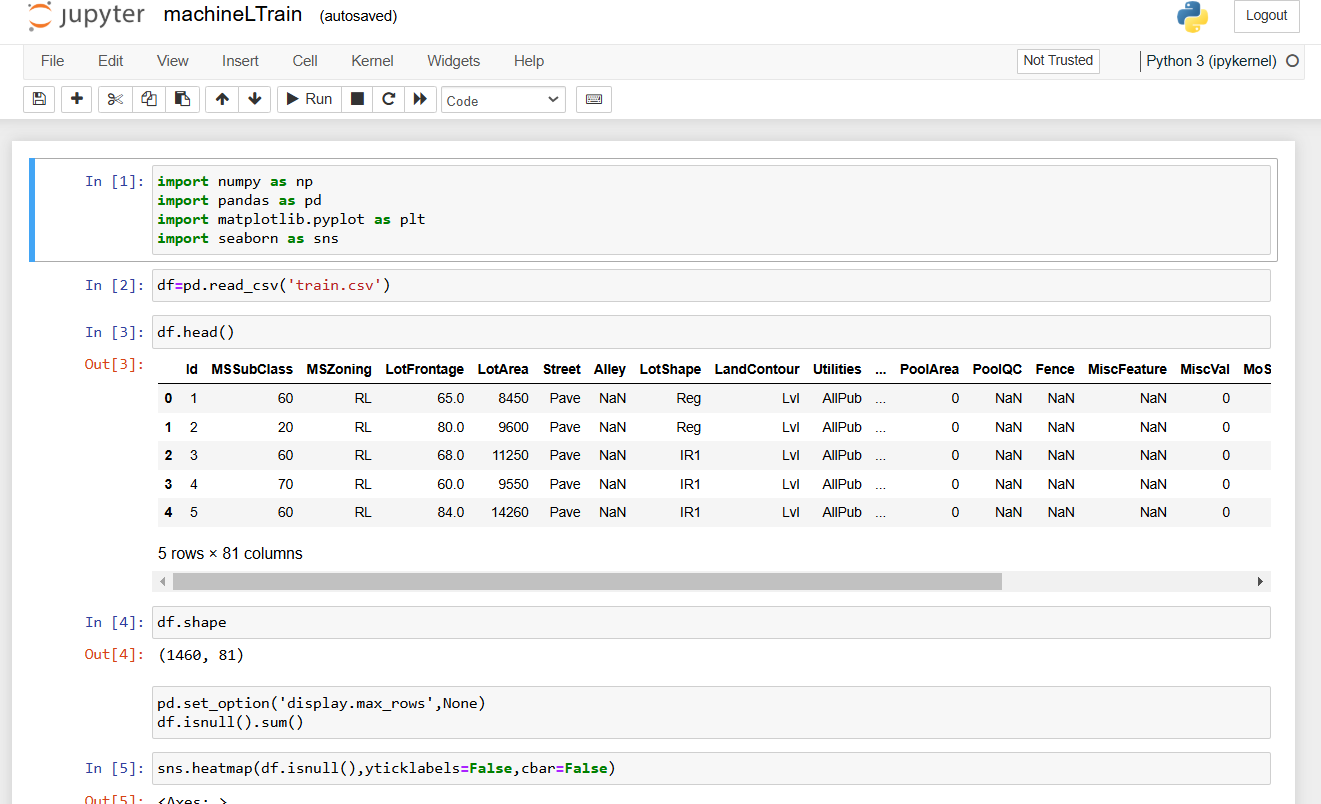 jupyter machineLTrain (autosaved)
Logout
File Edit View Insert Cell Kernel Widgets Help
Not Trusted
Python 3 (ipykernel)
Run
Code
In [1]:
import numpy as np
import pandas as pd
import matplotlib.pyplot as plt
import seaborn as sns
In [2]: df=pd.read_csv('train.csv')
In [3]: df.head()
Out[3]:
Id MSSubClass MSZoning LotFrontage LotArea Street Alley LotShape LandContour Utilities ... PoolArea PoolQC Fence MiscFeature MiscVal MoS
0 1 60 RL 65.0 8450 Pave NaN Reg Lvl AllPub ... 0 NaN NaN NaN 0
1 2 20 RL 80.0 9600 Pave NaN Reg Lvl AllPub ... 0 NaN NaN NaN 0
2 3 60 RL 68.0 11250 Pave NaN IR1 Lvl AllPub ... 0 NaN NaN NaN 0
3 4 70 RL 60.0 9550 Pave NaN IR1 Lvl AllPub ... 0 NaN NaN NaN 0
4 5 60 RL 84.0 14260 Pave NaN IR1 Lvl AllPub ... 0 NaN NaN NaN 0
5 rows × 81 columns
In [4]: df.shape
Out[4]: (1460, 81)
pd.set_option('display.max_rows',None)
df.isnull().sum()
In [5]: sns.heatmap(df.isnull(),yticklabels=False,cbar=False)
Out[5]: <Axes: >